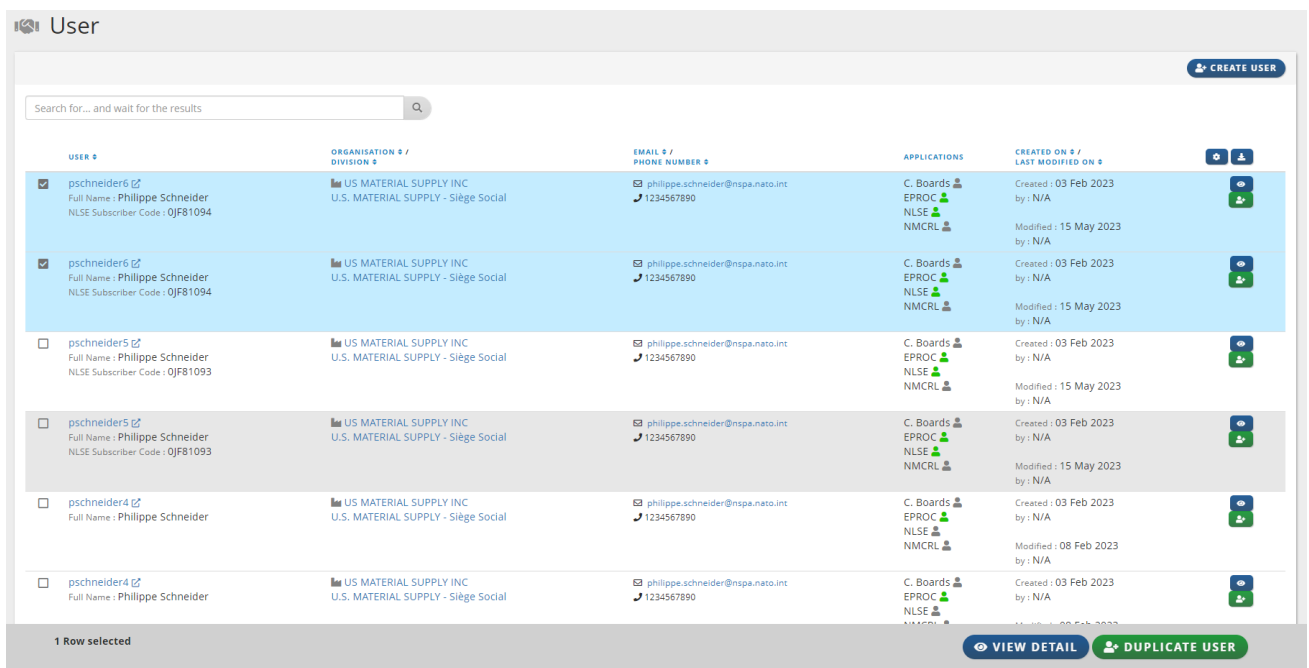 User
CREATE USER
Search for... and wait for the results
USER
ORGANISATION / DIVISION
EMAIL / PHONE NUMBER
APPLICATIONS
CREATED ON / LAST MODIFIED ON
pschneider6
Full Name : Philippe Schneider
NLSE Subscriber Code : 0JF81094
US MATERIAL SUPPLY INC
U.S. MATERIAL SUPPLY - Siège Social
philippe.schneider@nspa.nato.int
1234567890
C. Boards
EPROC
NLSE
NMCRL
Created : 03 Feb 2023
by : N/A
Modified : 15 May 2023
by : N/A
pschneider6
Full Name : Philippe Schneider
NLSE Subscriber Code : 0JF81094
US MATERIAL SUPPLY INC
U.S. MATERIAL SUPPLY - Siège Social
philippe.schneider@nspa.nato.int
1234567890
C. Boards
EPROC
NLSE
NMCRL
Created : 03 Feb 2023
by : N/A
Modified : 15 May 2023
by : N/A
pschneider5
Full Name : Philippe Schneider
NLSE Subscriber Code : 0JF81093
US MATERIAL SUPPLY INC
U.S. MATERIAL SUPPLY - Siège Social
philippe.schneider@nspa.nato.int
1234567890
C. Boards
EPROC
NLSE
NMCRL
Created : 03 Feb 2023
by : N/A
Modified : 15 May 2023
by : N/A
pschneider5
Full Name : Philippe Schneider
NLSE Subscriber Code : 0JF81093
US MATERIAL SUPPLY INC
U.S. MATERIAL SUPPLY - Siège Social
philippe.schneider@nspa.nato.int
1234567890
C. Boards
EPROC
NLSE
NMCRL
Created : 03 Feb 2023
by : N/A
Modified : 15 May 2023
by : N/A
pschneider4
Full Name : Philippe Schneider
US MATERIAL SUPPLY INC
U.S. MATERIAL SUPPLY - Siège Social
philippe.schneider@nspa.nato.int
1234567890
C. Boards
EPROC
NLSE
NMCRL
Created : 03 Feb 2023
by : N/A
Modified : 08 Feb 2023
by : N/A
pschneider4
Full Name : Philippe Schneider
US MATERIAL SUPPLY INC
U.S. MATERIAL SUPPLY - Siège Social
philippe.schneider@nspa.nato.int
1234567890
C. Boards
EPROC
NLSE
Created : 03 Feb 2023
by : N/A
1 Row selected
VIEW DETAIL
DUPLICATE USER